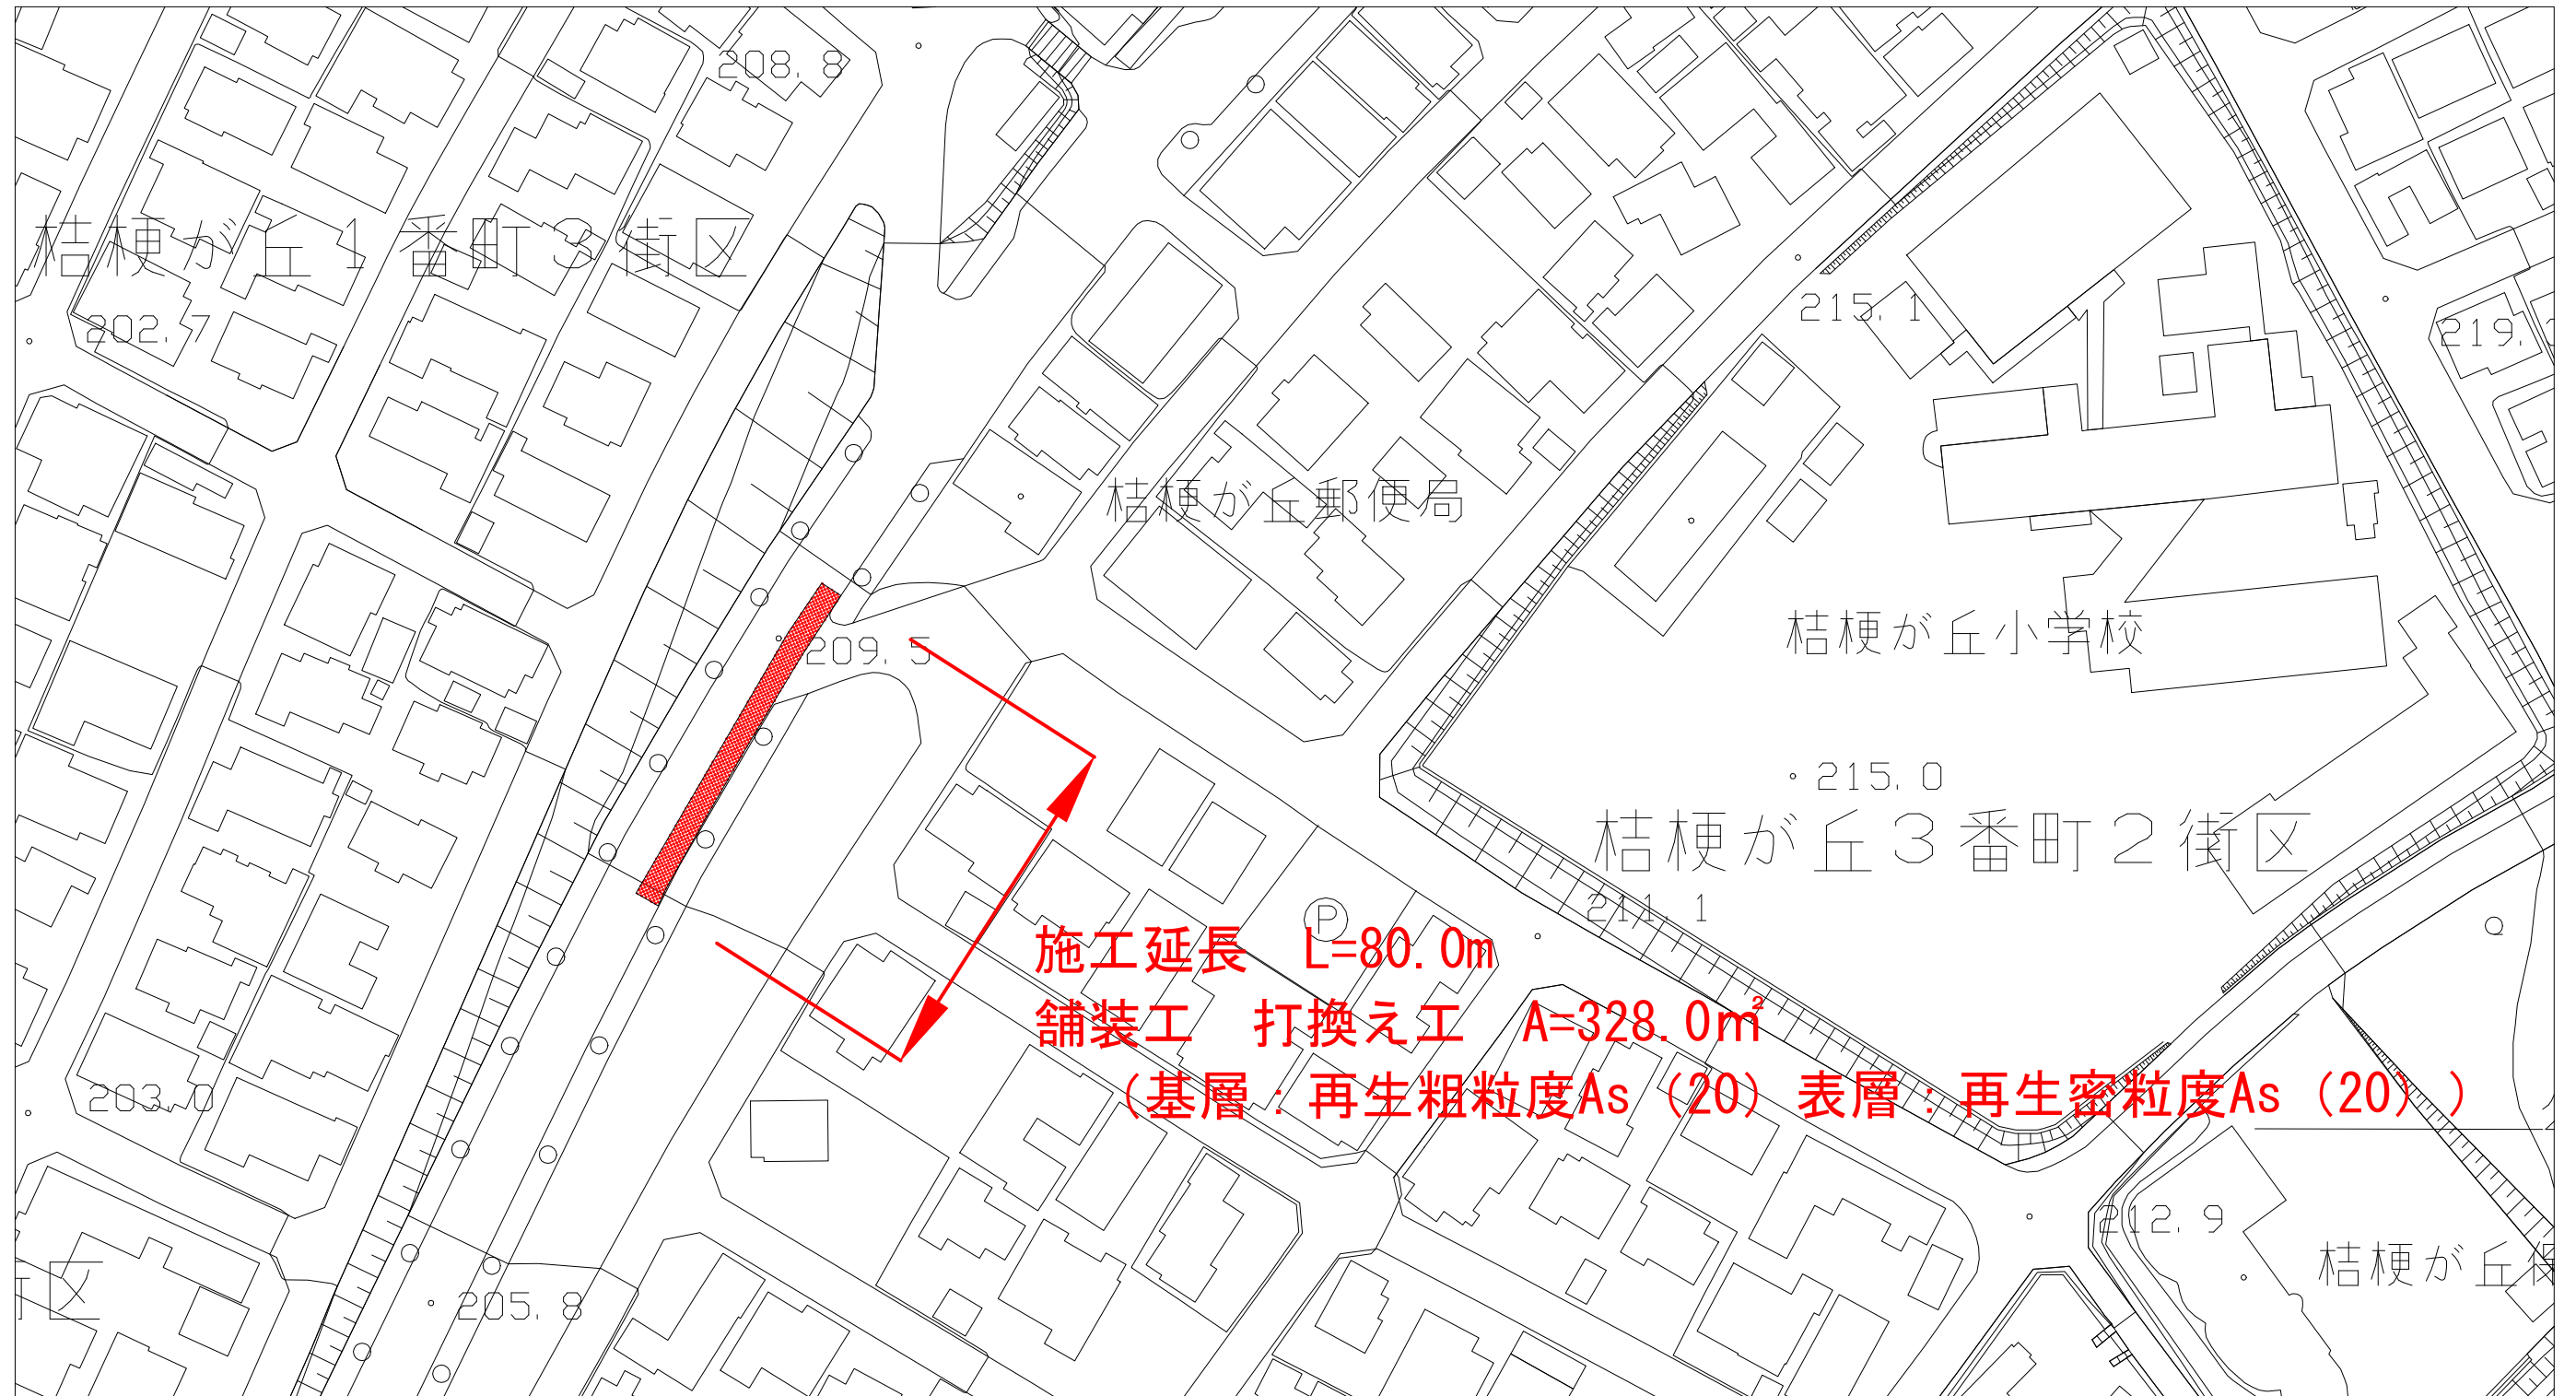 208.8
桔梗が丘1番町3街区
202.7
215.1
219.
桔梗が丘郵便局
桔梗が丘小学校
209.5
215.0
桔梗が丘3番町2街区
211.1
P
施工延長　L=80.0m
舗装工　打換え工　A=328.0㎡
（基層：再生粗粒度As（20）表層：再生密粒度As（20））
203.0
212.9
桔梗が丘保
区
205.8